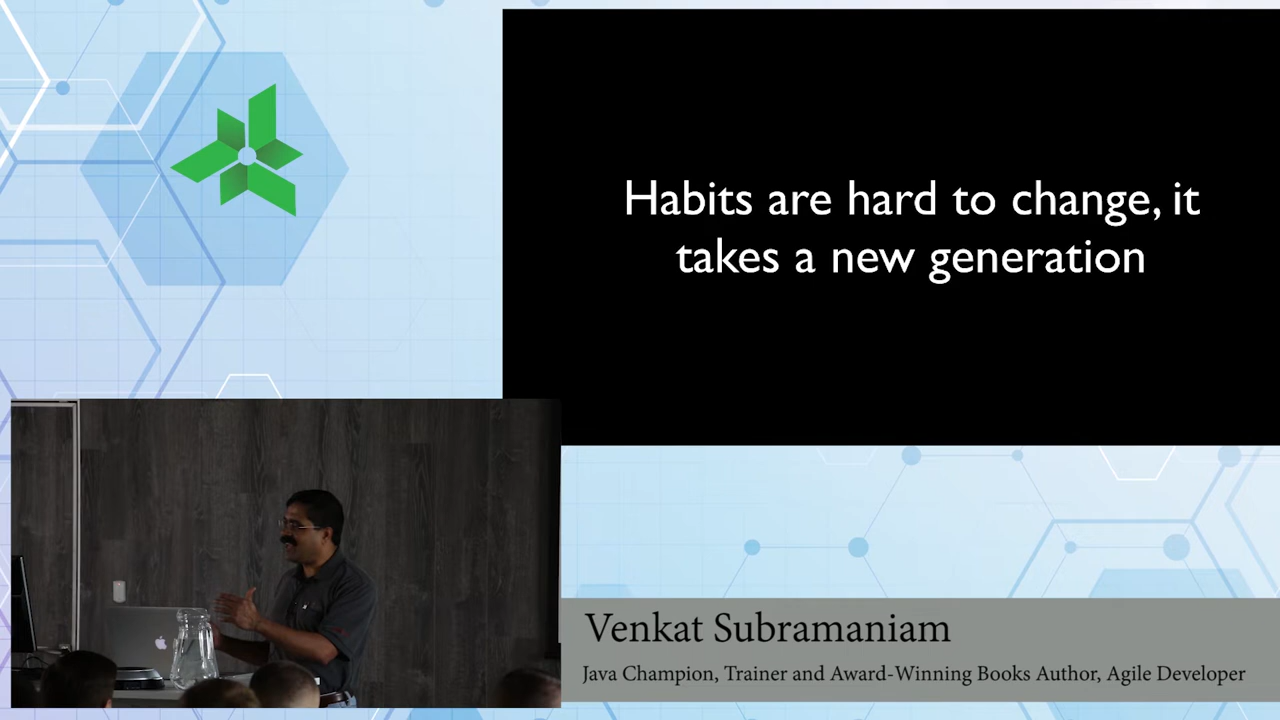 Habits are hard to change, it
takes a new generation
Venkat Subramaniam
Java Champion, Trainer and Award-Winning Books Author, Agile Developer